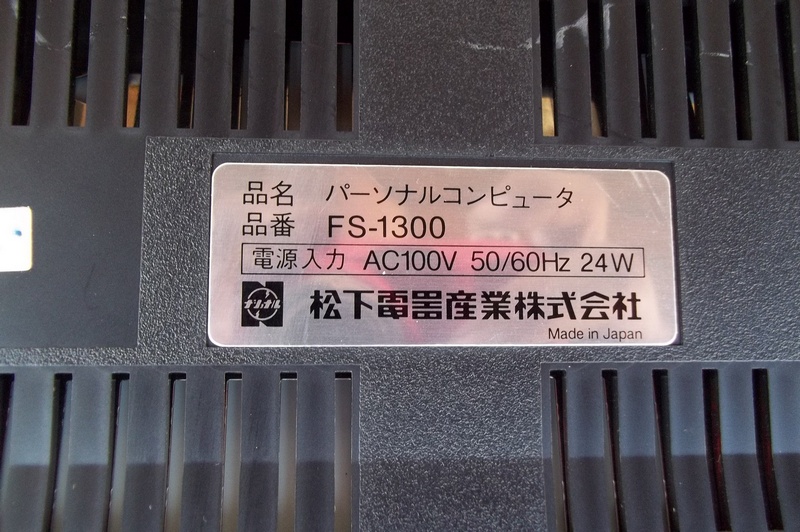 品名 パーソナルコンピュータ
品番 FS-1300
電源入力 AC100V 50/60Hz 24W
ナショナル 松下電器産業株式会社
Made in Japan